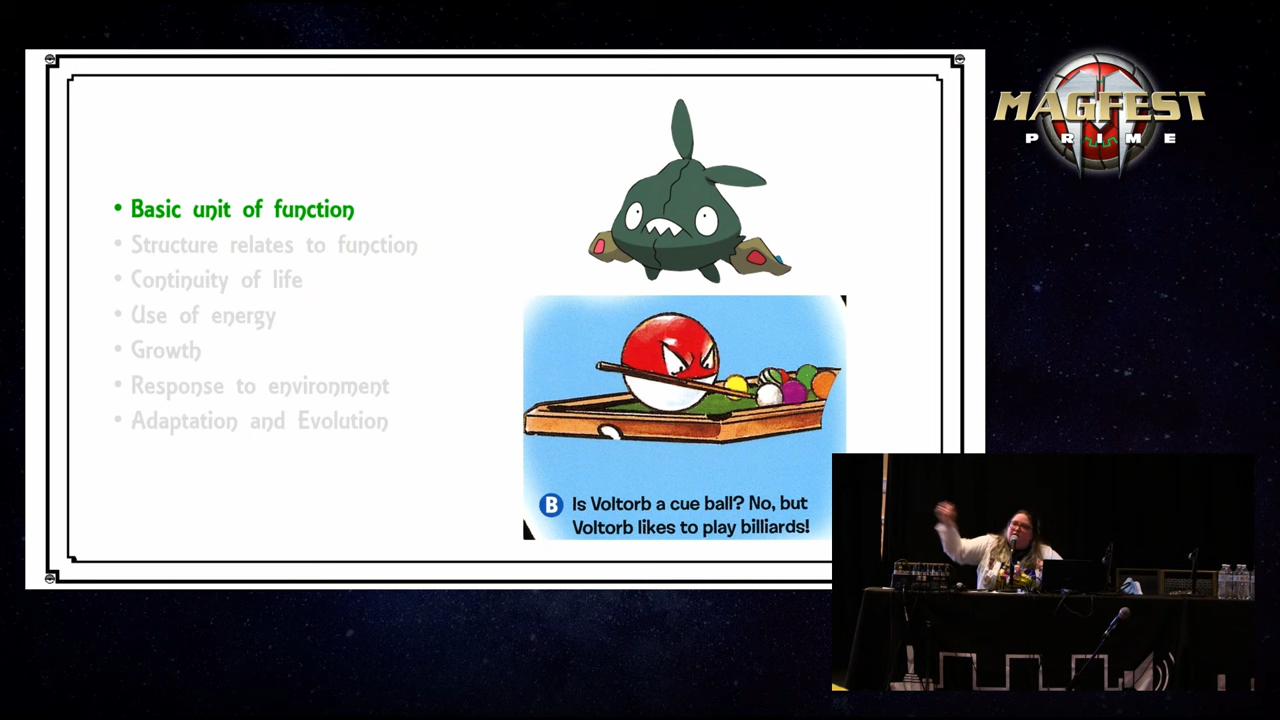 MAGFEST
PRIME
• Basic unit of function
• Structure relates to function
• Continuity of life
• Use of energy
• Growth
• Response to environment
• Adaptation and Evolution
B Is Voltorb a cue ball? No, but
Voltorb likes to play billiards!